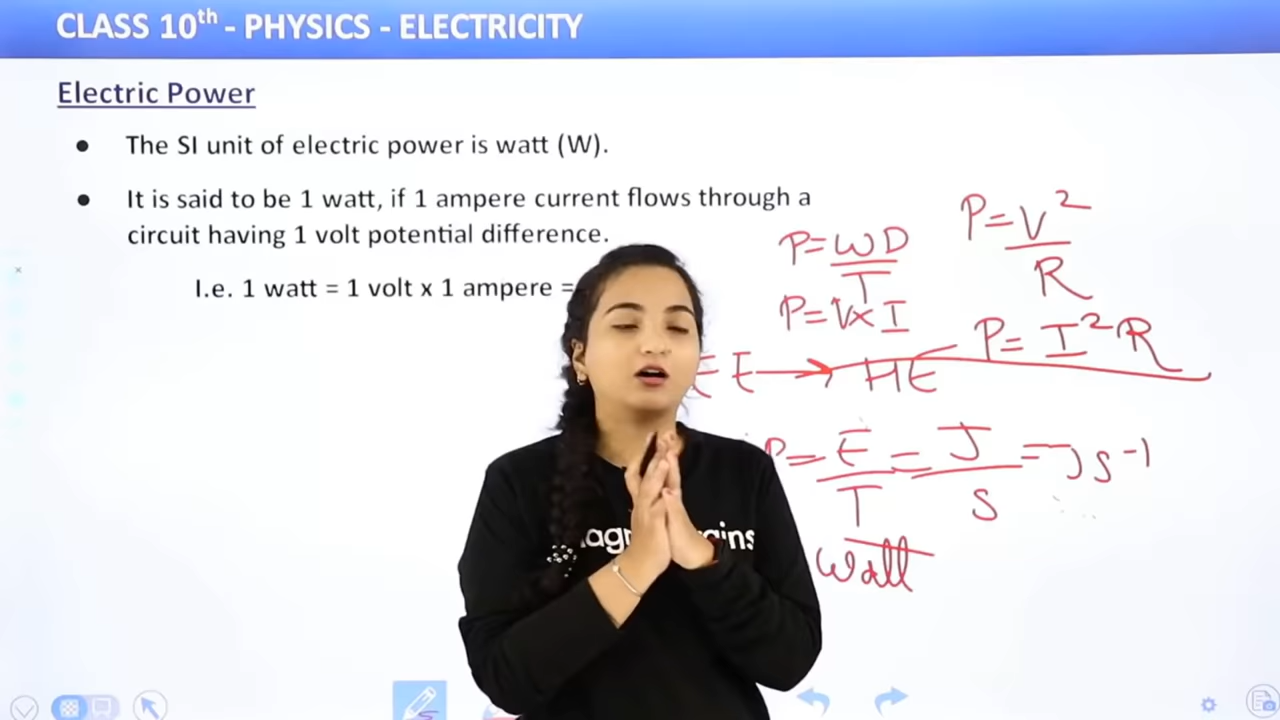 CLASS 10th - PHYSICS - ELECTRICITY
Electric Power
● The SI unit of electric power is watt (W).
● It is said to be 1 watt, if 1 ampere current flows through a
circuit having 1 volt potential difference.
I.e. 1 watt = 1 volt x 1 ampere =
P=WD/T
P=V²/R
P=V×I
P=I²R
E → HE
P=E/T=J/S=JS⁻¹
Watt